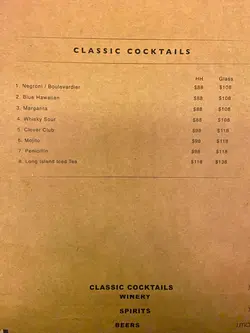 CLASSIC COCKTAILS
HH Glass
1. Negroni / Boulevardier $88 $108
2. Blue Hawaiian $88 $108
3. Margarita $88 $108
4. Whisky Sour $88 $108
5. Clover Club $88 $118
6. Mojito $98 $118
7. Penicillin $98 $118
8. Long Island Iced Tea $118 $138
CLASSIC COCKTAILS
WINERY
SPIRITS
BEERS